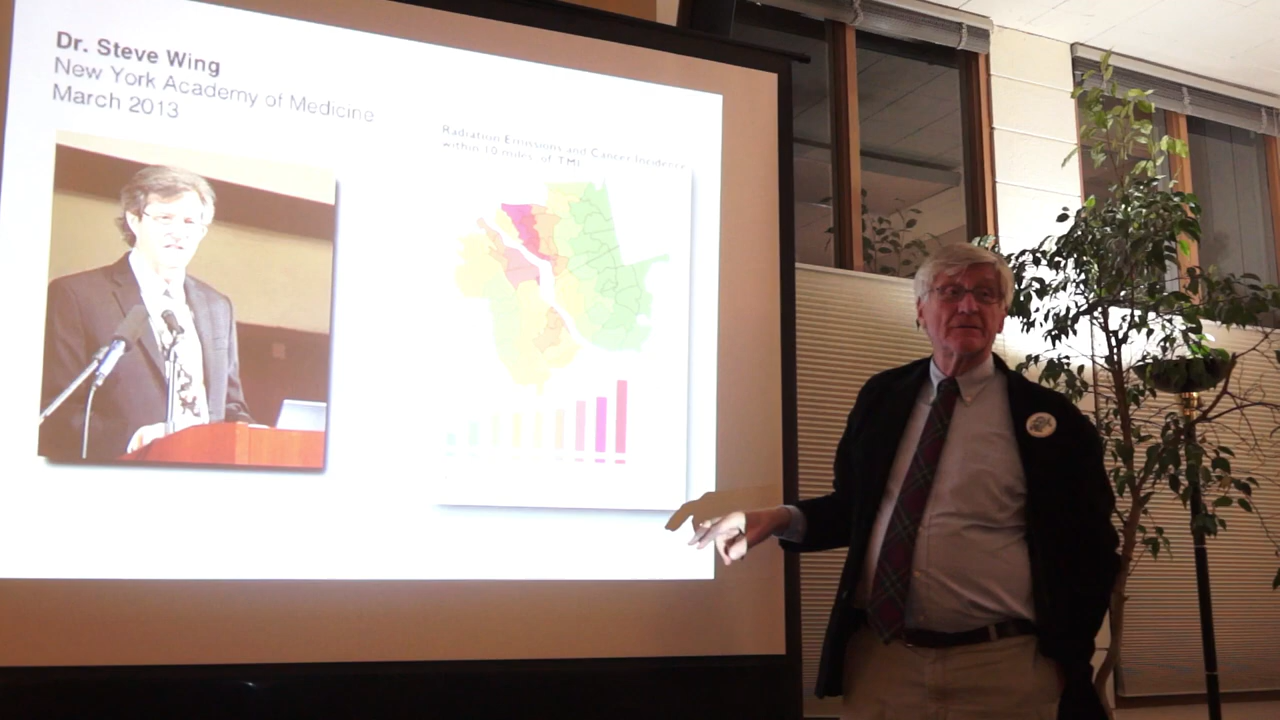 Dr. Steve Wing
New York Academy of Medicine
March 2013
Radiation Emissions and Cancer Incidence
within 10 miles of TMI